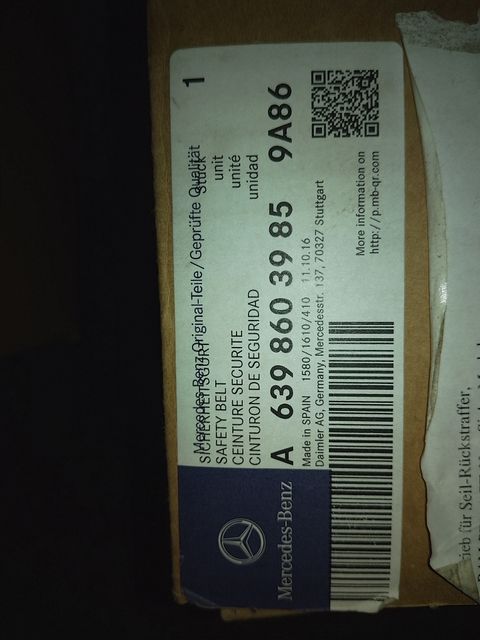 1
Mercedes-Benz Original-Teile/Geprüfte Qualität
SICHERHEITSGURT Stück
SAFETY BELT unit
CEINTURE SECURITE unité
CINTURON DE SEGURIDAD unidad
A 639 860 39 85 9A86
Made in SPAIN 1580/1610/410 11.10.16
Daimler AG, Germany, Mercedesstr. 137, 70327 Stuttgart
More information on
http://p.mb-qr.com
Mercedes-Benz
ieb für Seil-Rückstraffer,